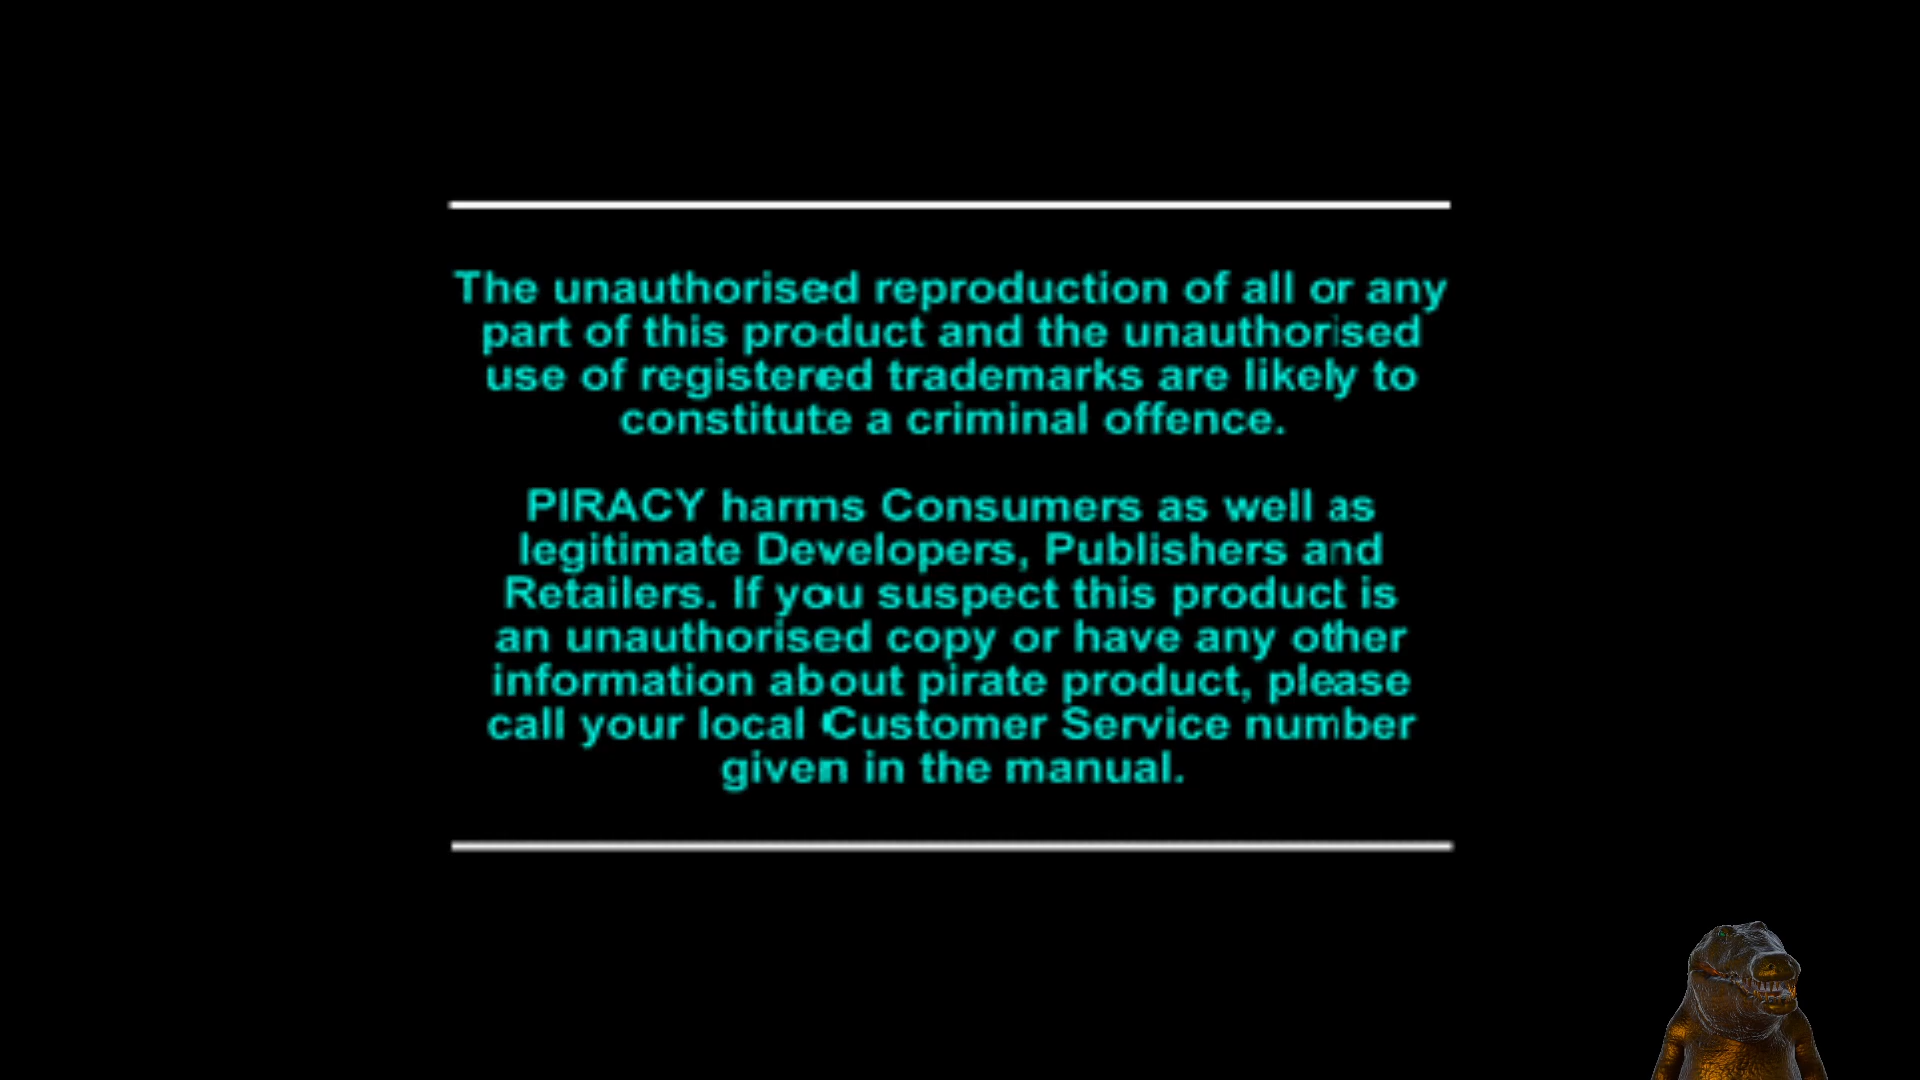 The unauthorised reproduction of all or any
part of this product and the unauthorised
use of registered trademarks are likely to
constitute a criminal offence.
PIRACY harms Consumers as well as
legitimate Developers, Publishers and
Retailers. If you suspect this product is
an unauthorised copy or have any other
information about pirate product, please
call your local Customer Service number
given in the manual.